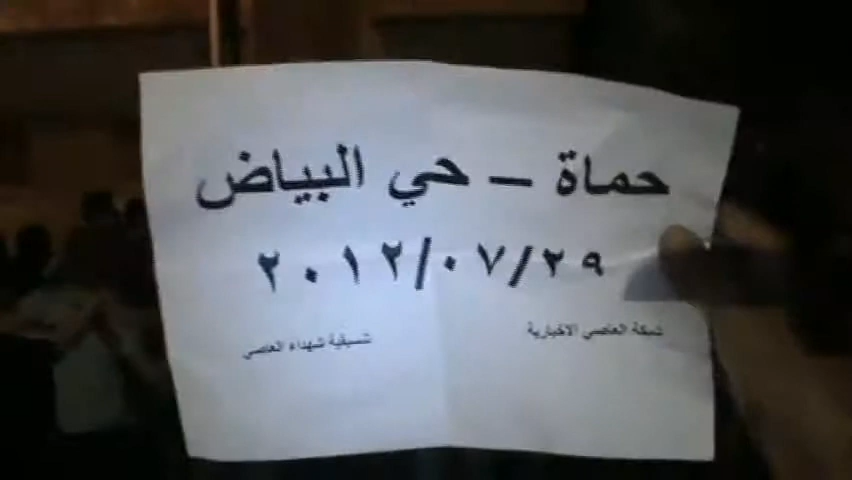 حماة – حي البياض
٢٠١٢/٠٧/٢٩
شبكة العاصي الاخبارية
تنسيقية شهداء العاصي